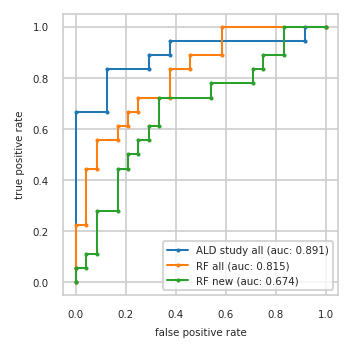 1.0
0.8
0.6
0.4
0.2
0.0
true positive rate
ALD study all (auc: 0.891)
RF all (auc: 0.815)
RF new (auc: 0.674)
0.0 0.2 0.4 0.6 0.8 1.0
false positive rate